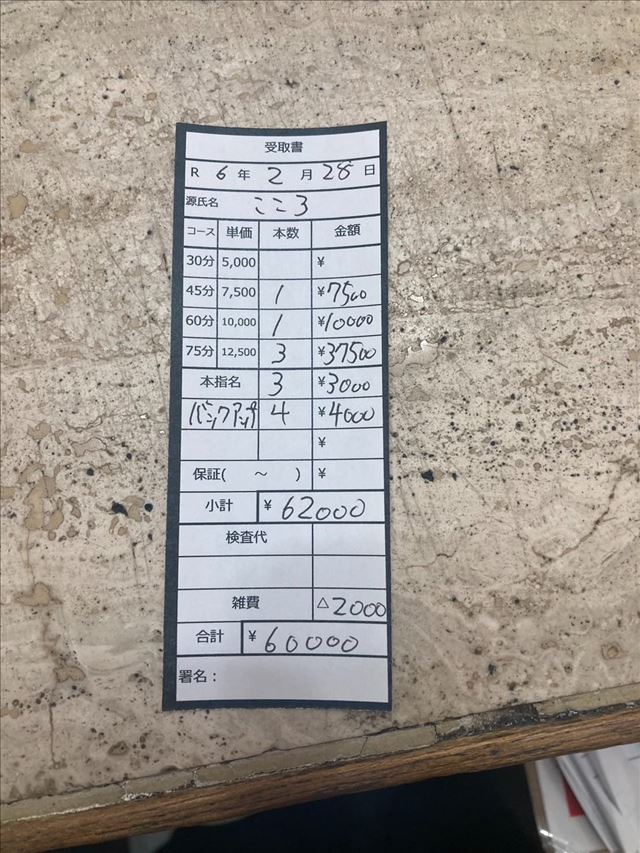 受取書
R 6 年 2 月 28 日
源氏名 こころ
コース 単価 本数 金額
30分 5,000 ¥
45分 7,500 1 ¥7500
60分 10,000 1 ¥10000
75分 12,500 3 ¥37500
本指名 3 ¥3000
バックアップ 4 ¥4000
¥
保証( ～ ) ¥
小計 ¥ 62000
検査代
雑費 △2000
合計 ¥ 60000
署名：